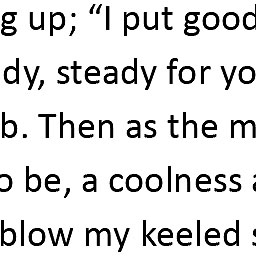 g up; “I put good
dy, steady for yo
b. Then as the m
o be, a coolness a
blow my keeled s